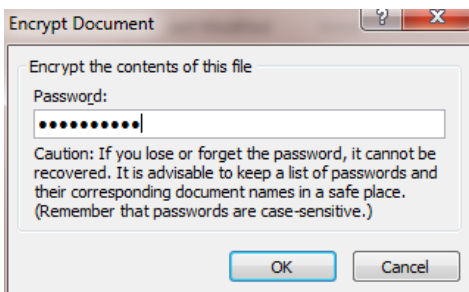 Encrypt Document
Encrypt the contents of this file
Password:
••••••••••
Caution: If you lose or forget the password, it cannot be
recovered. It is advisable to keep a list of passwords and
their corresponding document names in a safe place.
(Remember that passwords are case-sensitive.)
OK Cancel